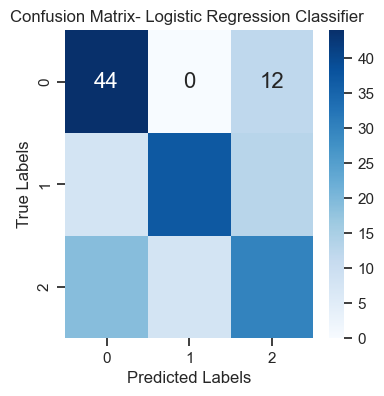 Confusion Matrix- Logistic Regression Classifier
44 0 12
0
1
2
True Labels
0 1 2
Predicted Labels
40
35
30
25
20
15
10
5
0